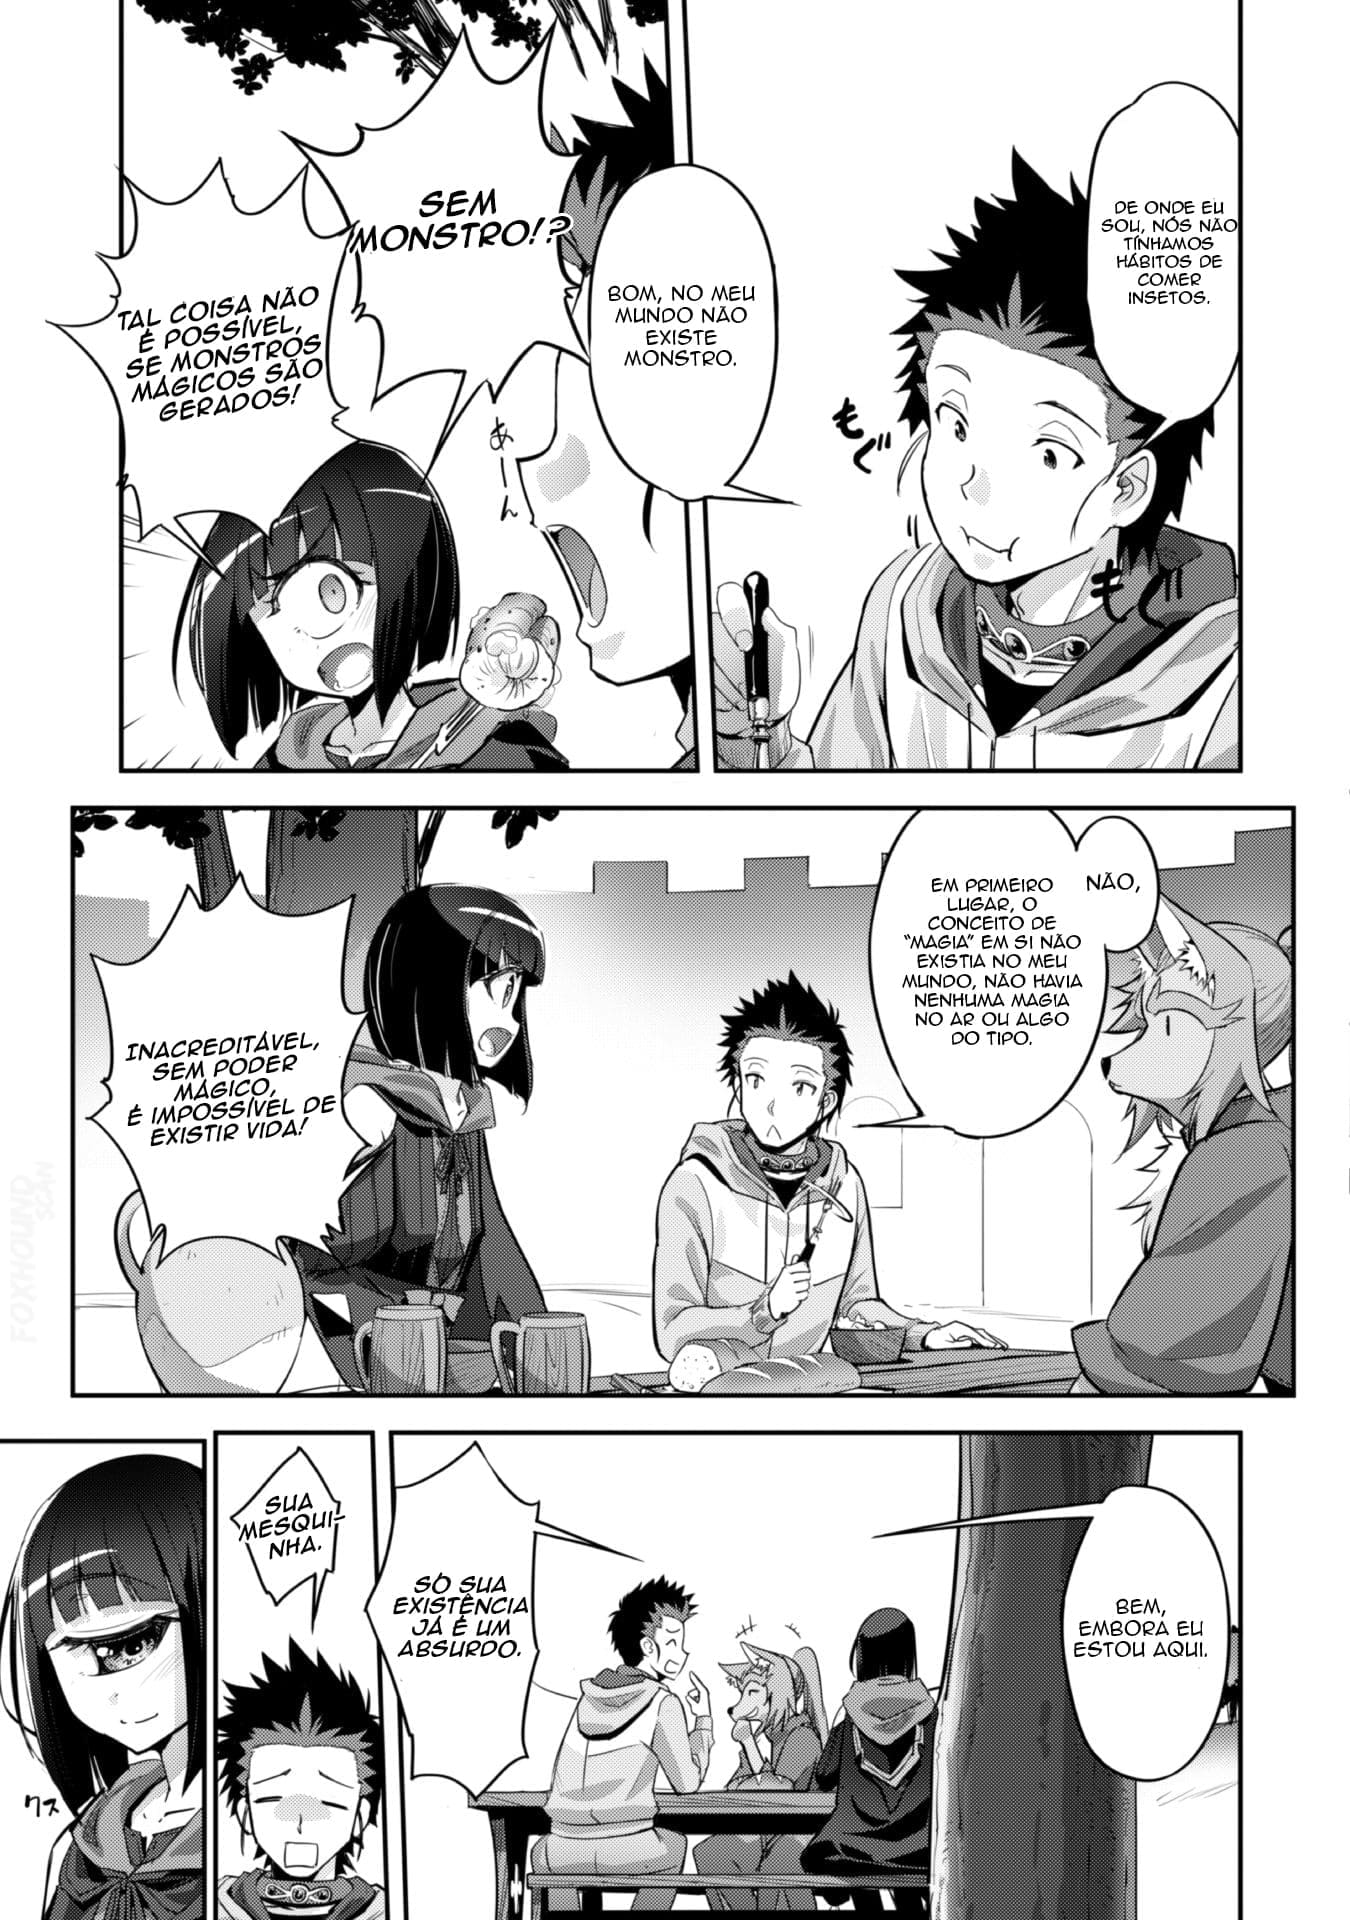 DE ONDE EU
SOU, NÓS NÃO
TÍNHAMOS
HÁBITOS DE
COMER
INSETOS.
もぐ
もぐ
BOM, NO MEU
MUNDO NÃO
EXISTE
MONSTRO.
あーん
SEM
MONSTRO!?
TAL COISA NÃO
É POSSÍVEL,
SE MONSTROS
MÁGICOS SÃO
GERADOS!
NÃO,
EM PRIMEIRO
LUGAR, O
CONCEITO DE
“MAGIA” EM SI NÃO
EXISTIA NO MEU
MUNDO, NÃO HAVIA
NENHUMA MAGIA
NO AR OU ALGO
DO TIPO.
INACREDITÁVEL,
SEM PODER
MÁGICO,
É IMPOSSÍVEL DE
EXISTIR VIDA!
BEM,
EMBORA EU
ESTOU AQUI.
SÓ SUA
EXISTÊNCIA
JÁ É UM
ABSURDO.
SUA
MESQUI-
NHA.
クス
FOXHOUND
SCAN